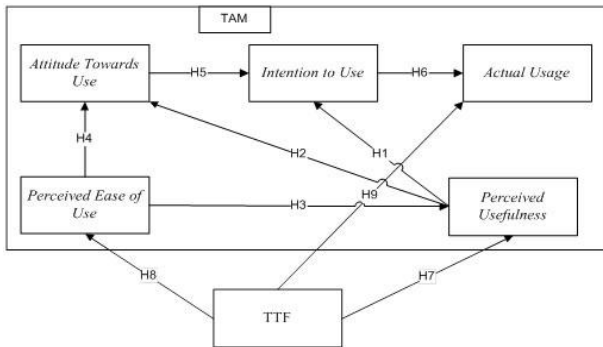 TAM
Attitude Towards
Use
H5
Intention to Use
H6
Actual Usage
H4
H2
H1
H9
Perceived Ease of
Use
H3
Perceived
Usefulness
H8
H7
TTF